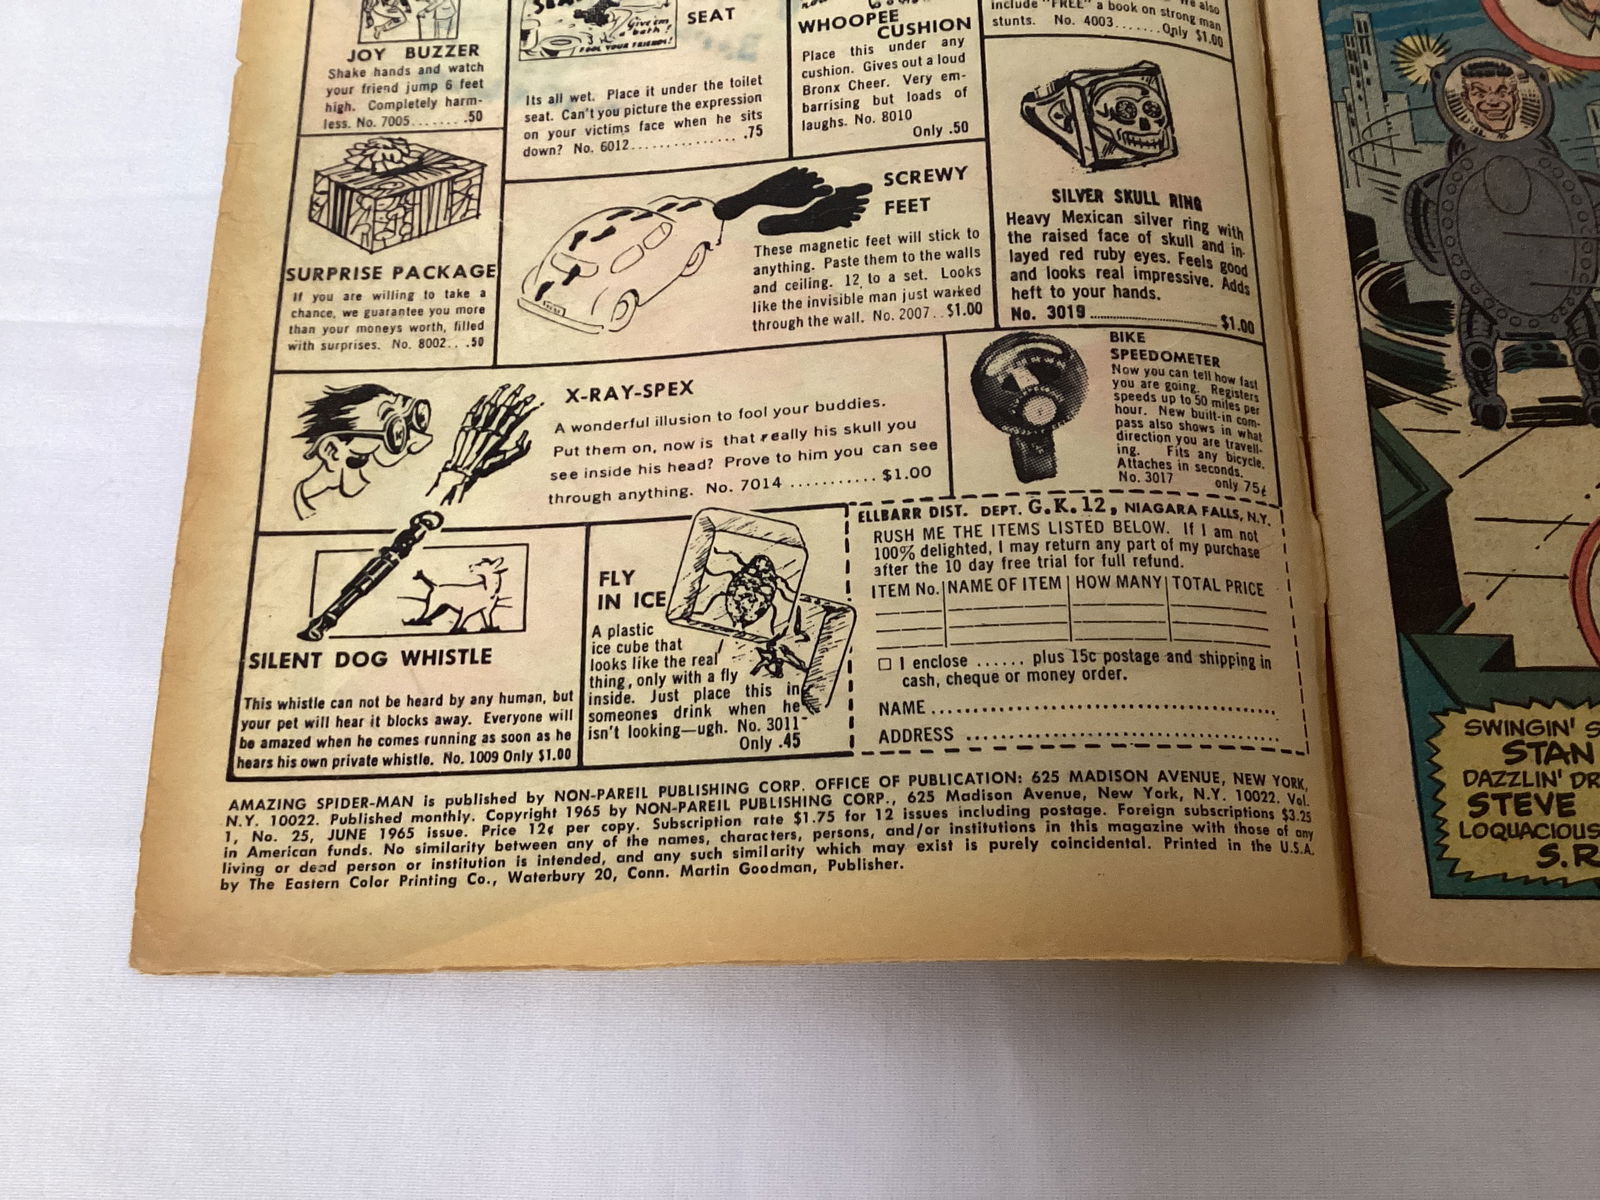 JOY BUZZER
Shake hands and watch
your friend jump 6 feet
high. Completely harm-
less. No. 7005........ .50
SEAT
Give em
a bath!
FOOL YOUR FRIENDS!
Its all wet. Place it under the toilet
seat. Can't you picture the expression
on your victims face when he sits
down? No. 6012............... .75
WHOOPEE
CUSHION
Place this under any
cushion. Gives out a loud
Bronx Cheer. Very em-
barrising but loads of
laughs. No. 8010
Only .50
We also
include "FREE" a book on strong man
stunts. No. 4003.......Only $1.00
SURPRISE PACKAGE
If you are willing to take a
chance, we guarantee you more
than your moneys worth, filled
with surprises. No. 8002.. .50
SCREWY
FEET
These magnetic feet will stick to
anything. Paste them to the walls
and ceiling. 12 to a set. Looks
like the invisible man just walked
through the wall. No. 2007..$1.00
SILVER SKULL RING
Heavy Mexican silver ring with
the raised face of skull and in-
layed red ruby eyes. Feels good
and looks real impressive. Adds
heft to your hands.
No. 3019 ........................ $1.00
X-RAY-SPEX
A wonderful illusion to fool your buddies.
Put them on, now is that really his skull you
see inside his head? Prove to him you can see
through anything. No. 7014 ........... $1.00
BIKE
SPEEDOMETER
Now you can tell how fast
you are going. Registers
speeds up to 50 miles per
hour. New built-in com-
pass also shows in what
direction you are travell-
ing. Fits any bicycle.
Attaches in seconds.
No. 3017 only 75¢
SILENT DOG WHISTLE
This whistle can not be heard by any human, but
your pet will hear it blocks away. Everyone will
be amazed when he comes running as soon as he
hears his own private whistle. No. 1009 Only $1.00
FLY
IN ICE
A plastic
ice cube that
looks like the real
thing, only with a fly
inside. Just place this in
someones drink when he
isn't looking—ugh. No. 3011
Only .45
ELLBARR DIST. DEPT. G.K.12, NIAGARA FALLS, N.Y.
RUSH ME THE ITEMS LISTED BELOW. If I am not
100% delighted, I may return any part of my purchase
after the 10 day free trial for full refund.
ITEM No. NAME OF ITEM HOW MANY TOTAL PRICE
☐ I enclose ...... plus 15c postage and shipping in
cash, cheque or money order.
NAME ..................................................
ADDRESS .............................................
AMAZING SPIDER-MAN is published by NON-PAREIL PUBLISHING CORP. OFFICE OF PUBLICATION: 625 MADISON AVENUE, NEW YORK,
N.Y. 10022. Published monthly. Copyright 1965 by NON-PAREIL PUBLISHING CORP., 625 Madison Avenue, New York, N.Y. 10022. Vol.
1, No. 25, JUNE 1965 issue. Price 12¢ per copy. Subscription rate $1.75 for 12 issues including postage. Foreign subscriptions $3.25
in American funds. No similarity between any of the names, characters, persons, and/or institutions in this magazine with those of any
living or dead person or institution is intended, and any such similarity which may exist is purely coincidental. Printed in the U.S.A.
by The Eastern Color Printing Co., Waterbury 20, Conn. Martin Goodman, Publisher.
SWINGIN' S
STAN
DAZZLIN' DR
STEVE
LOQUACIOUS
S.R